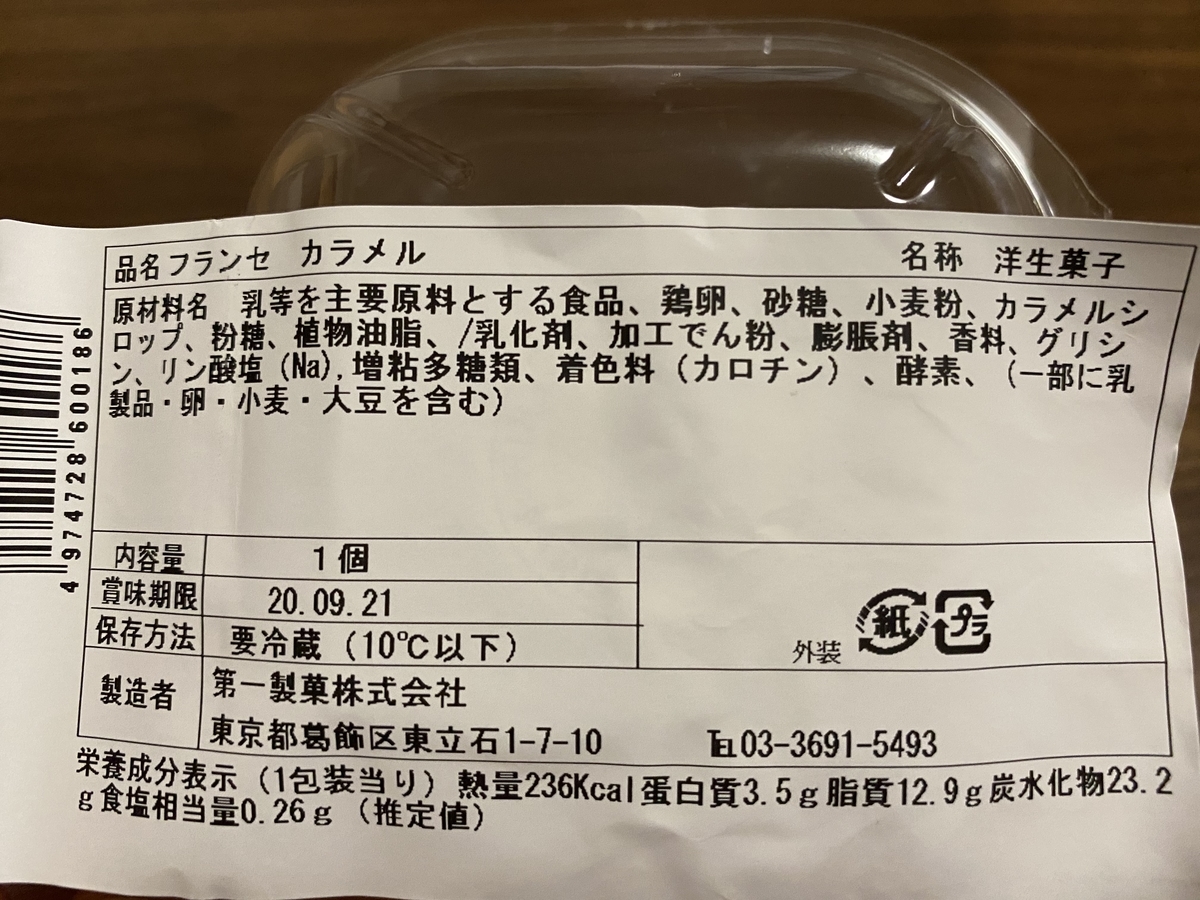 品名 フランセ カラメル 名称 洋生菓子
原材料名 乳等を主要原料とする食品、鶏卵、砂糖、小麦粉、カラメルシ
ロップ、粉糖、植物油脂、/乳化剤、加工でん粉、膨脹剤、香料、グリシ
ン、リン酸塩(Na),増粘多糖類、着色料(カロチン)、酵素、(一部に乳
製品・卵・小麦・大豆を含む)
内容量 1個
賞味期限 20.09.21
保存方法 要冷蔵(10℃以下)
外装 紙 プラ
製造者 第一製菓株式会社
東京都葛飾区東立石1-7-10 ℡03-3691-5493
栄養成分表示(1包装当り)熱量236Kcal蛋白質3.5g脂質12.9g炭水化物23.2
g食塩相当量0.26g(推定値)
4 974728 600186